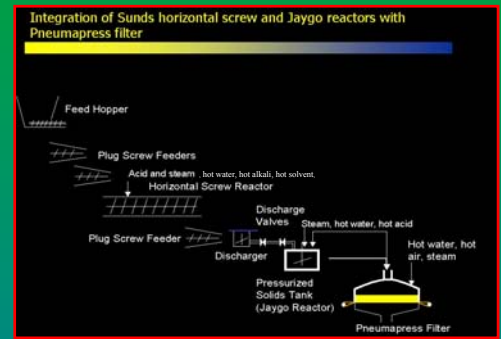 Integration of Sunds horizontal screw and Jaygo reactors with
Pneumapress filter
Feed Hopper
Plug Screw Feeders
Acid and steam , hot water, hot alkali, hot solvent,
Horizontal Screw Reactor
Discharge
Valves
Steam, hot water, hot acid
Plug Screw Feeder
Discharger
Hot water, hot
air, steam
Pressurized
Solids Tank
(Jaygo Reactor)
Pneumapress Filter